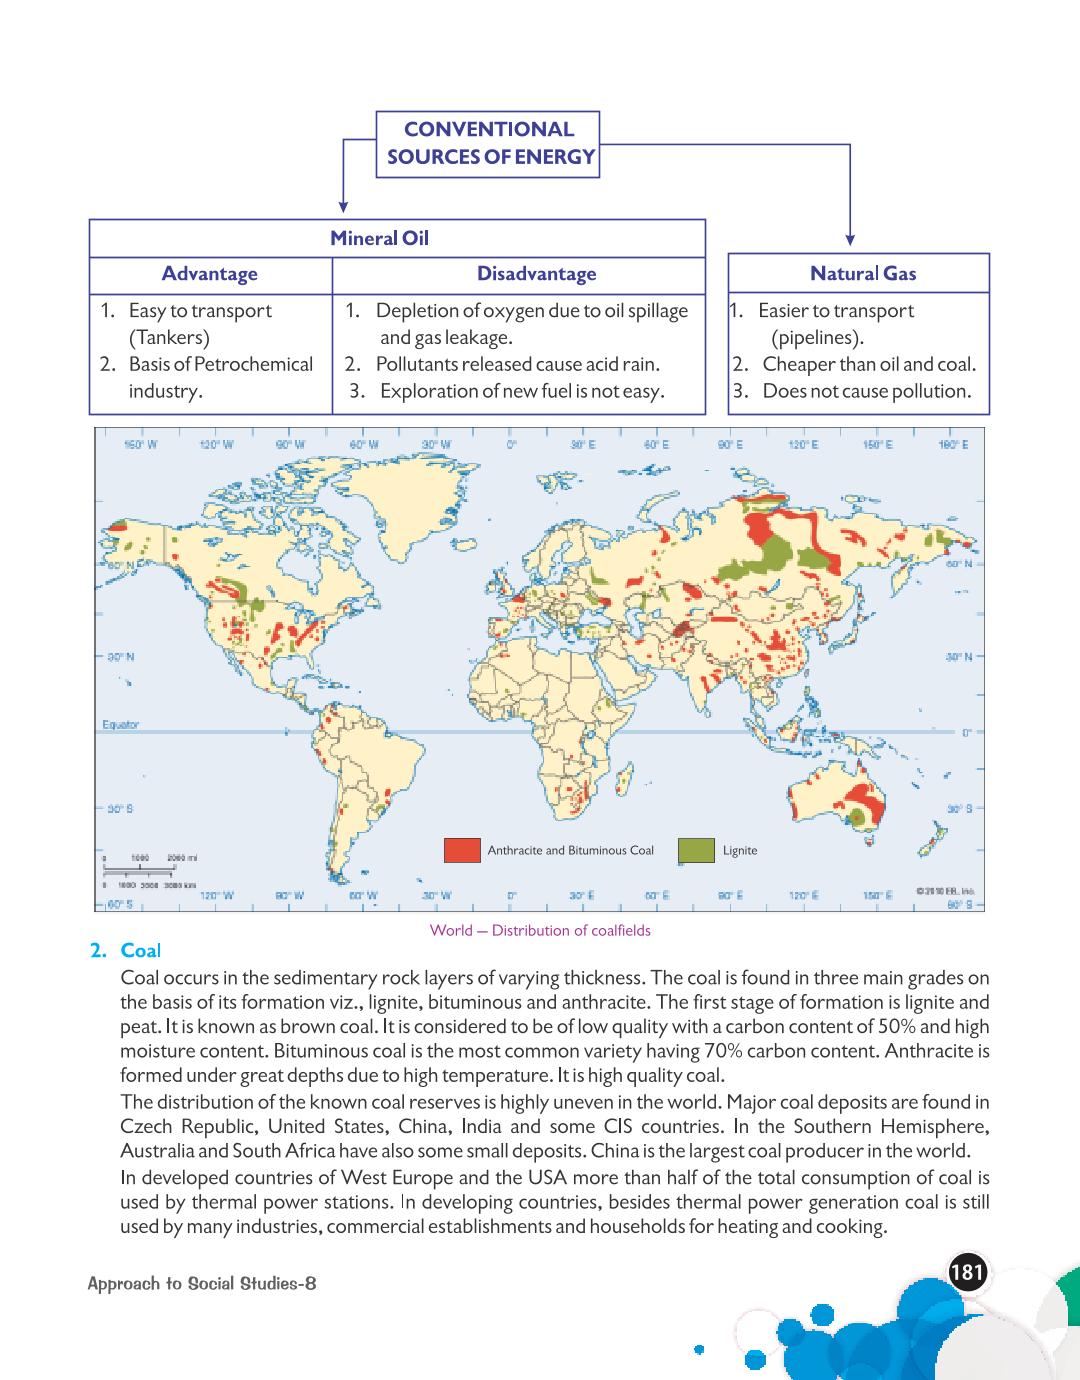 CONVENTIONAL
SOURCES OF ENERGY
Mineral Oil
Advantage
Disadvantage
1. Easy to transport
(Tankers)
2. Basis of Petrochemical
industry.
1. Depletion of oxygen due to oil spillage
and gas leakage.
2. Pollutants released cause acid rain.
3. Exploration of new fuel is not easy.
Natural Gas
1. Easier to transport
(pipelines).
2. Cheaper than oil and coal.
3. Does not cause pollution.
150° W 120° W 90° W 60° W 30° W 0° 30° E 60° E 90° E 120° E 150° E 180° E
60° N 60° N
30° N 30° N
Equator 0°
30° S 30° S
Anthracite and Bituminous Coal Lignite
0 1000 2000 mi
0 1000 2000 3000 km
© 2010 EB, Inc.
120° W 90° W 60° W 30° W 0° 30° E 60° E 90° E 120° E 150° E
60° S 60° S
World – Distribution of coalfields
2. Coal
Coal occurs in the sedimentary rock layers of varying thickness. The coal is found in three main grades on
the basis of its formation viz., lignite, bituminous and anthracite. The first stage of formation is lignite and
peat. It is known as brown coal. It is considered to be of low quality with a carbon content of 50% and high
moisture content. Bituminous coal is the most common variety having 70% carbon content. Anthracite is
formed under great depths due to high temperature. It is high quality coal.
The distribution of the known coal reserves is highly uneven in the world. Major coal deposits are found in
Czech Republic, United States, China, India and some CIS countries. In the Southern Hemisphere,
Australia and South Africa have also some small deposits. China is the largest coal producer in the world.
In developed countries of West Europe and the USA more than half of the total consumption of coal is
used by thermal power stations. In developing countries, besides thermal power generation coal is still
used by many industries, commercial establishments and households for heating and cooking.
Approach to Social Studies-8
181